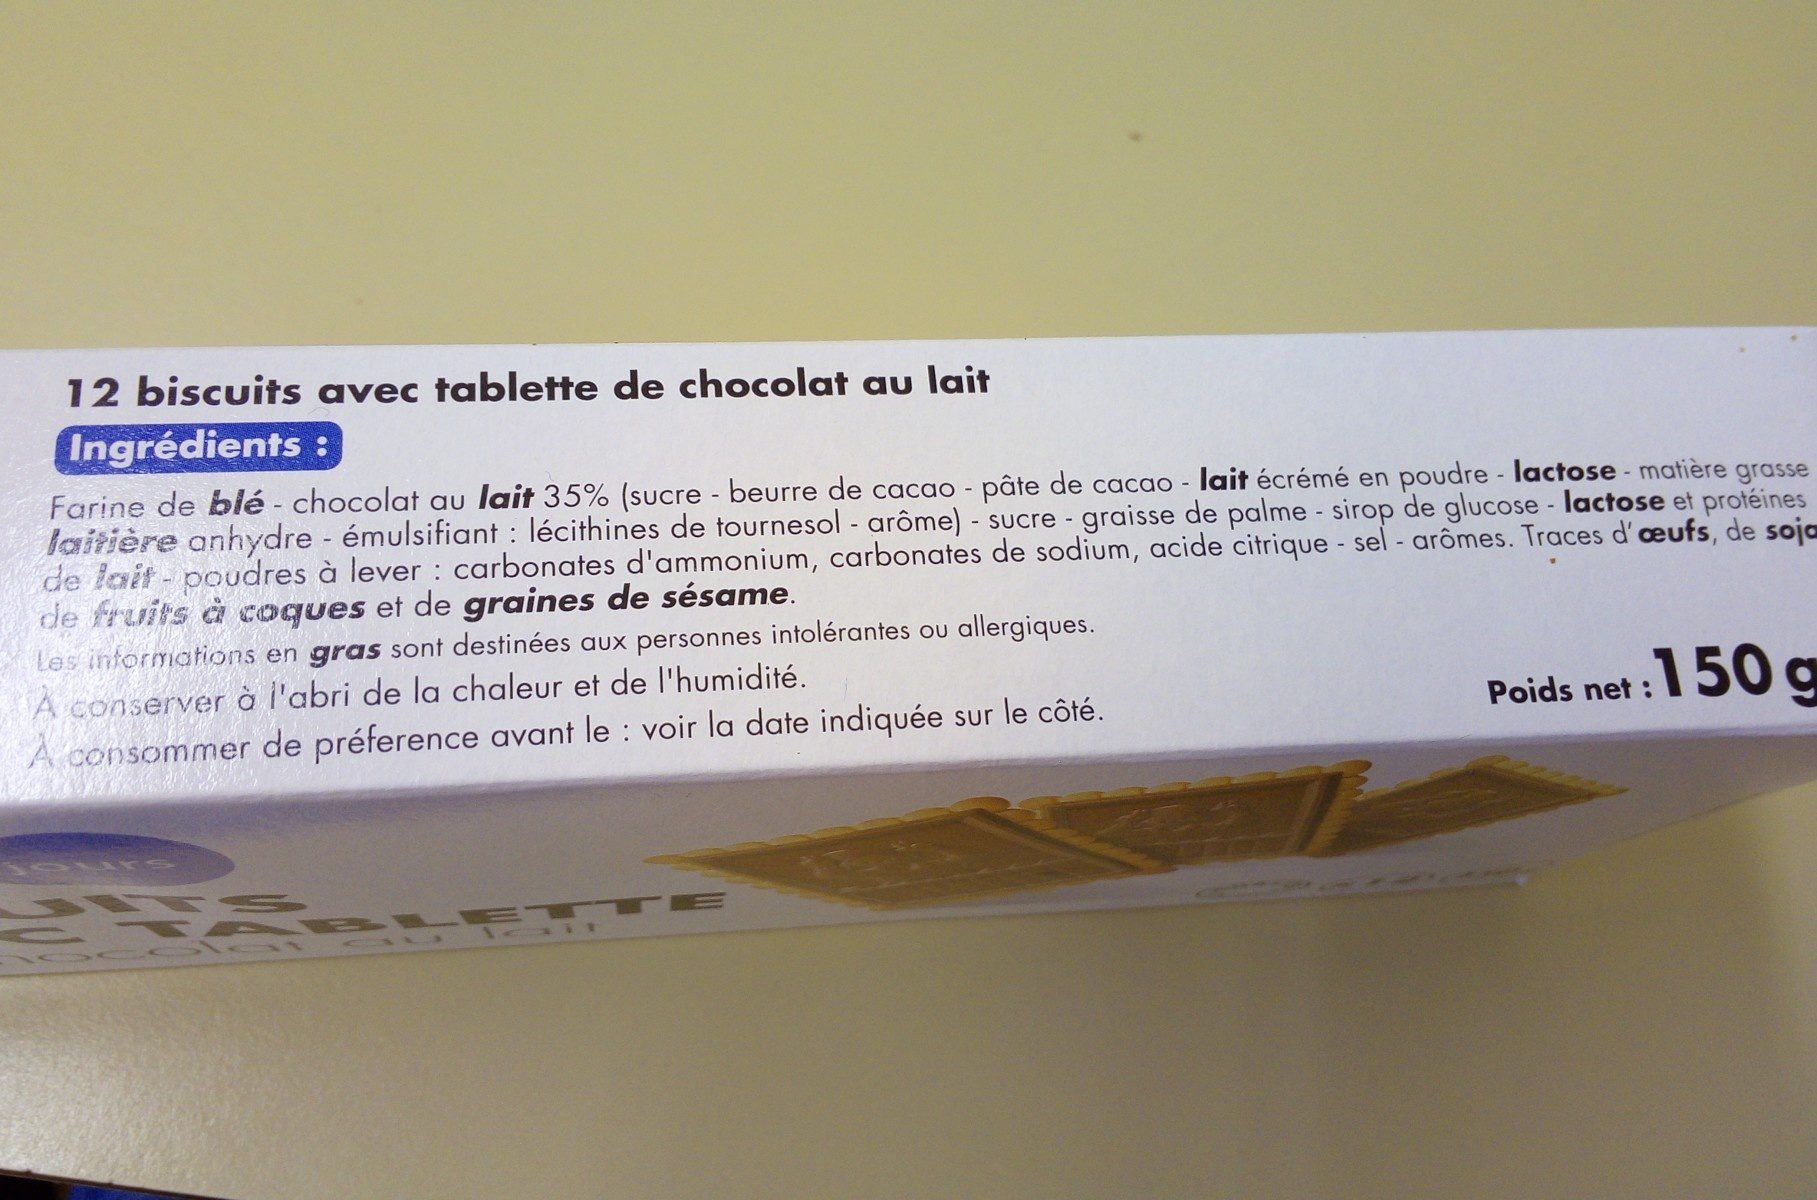 12 biscuits avec tablette de chocolat au lait
Ingrédients :
Farine de blé - chocolat au lait 35% (sucre - beurre de cacao - pâte de cacao - lait écrémé en poudre - lactose - matière grasse
laitière anhydre - émulsifiant : lécithines de tournesol - arôme) - sucre - graisse de palme - sirop de glucose - lactose et protéines
de lait - poudres à lever : carbonates d'ammonium, carbonates de sodium, acide citrique - sel - arômes. Traces d'œufs, de soja
de fruits à coques et de graines de sésame.
Les informations en gras sont destinées aux personnes intolérantes ou allergiques.
À conserver à l'abri de la chaleur et de l'humidité.
À consommer de préference avant le : voir la date indiquée sur le côté.
Poids net : 150 g
jours
UITS
C TABLETTE
hocolat au lait